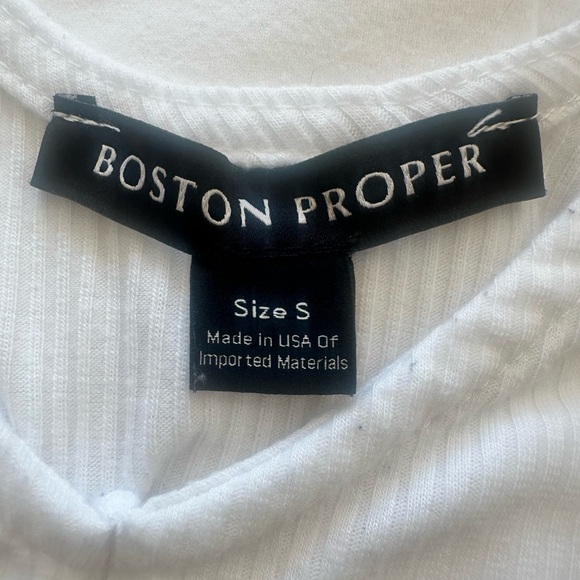 BOSTON PROPER
Size S
Made in USA Of
Imported Materials